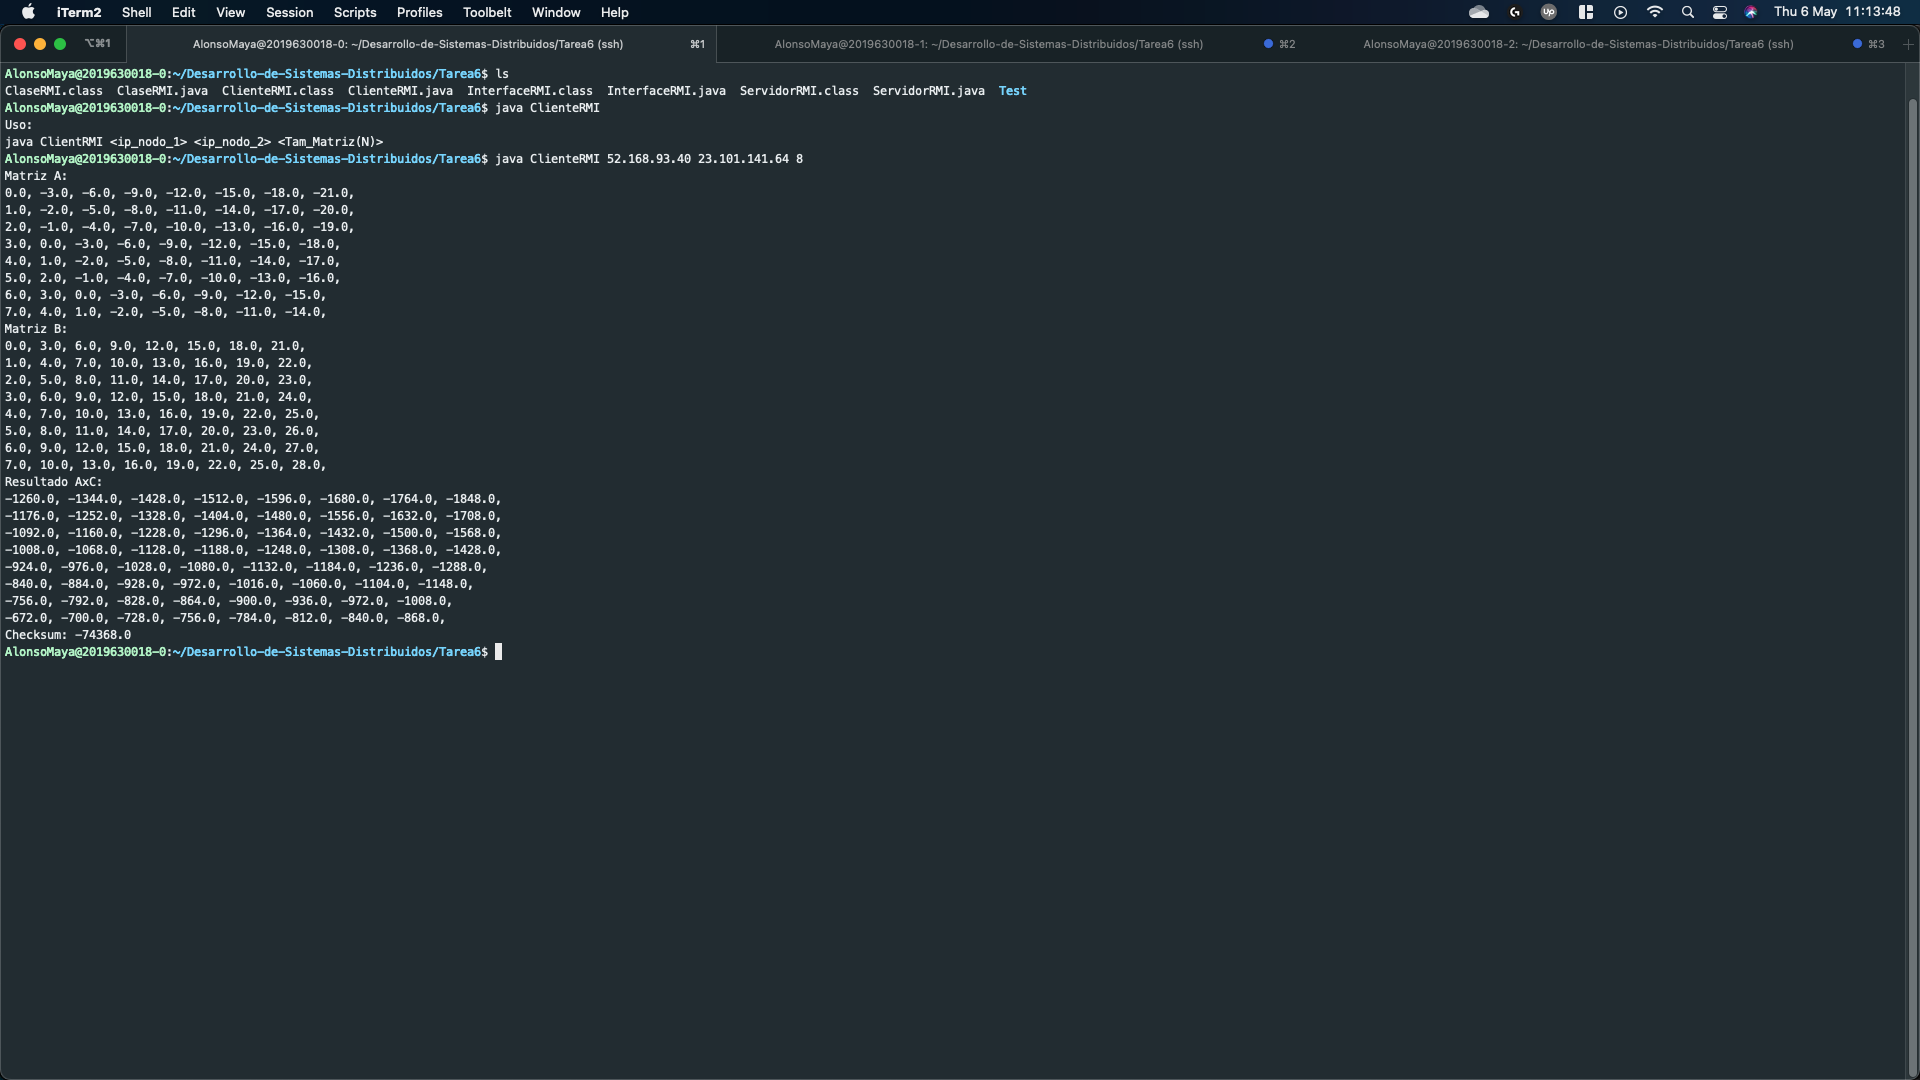 iTerm2 Shell Edit View Session Scripts Profiles Toolbelt Window Help Up Thu 6 May 11:13:48
⌥⌘1 AlonsoMaya@2019630018-0: ~/Desarrollo-de-Sistemas-Distribuidos/Tarea6 (ssh) ⌘1 AlonsoMaya@2019630018-1: ~/Desarrollo-de-Sistemas-Distribuidos/Tarea6 (ssh) ⌘2 AlonsoMaya@2019630018-2: ~/Desarrollo-de-Sistemas-Distribuidos/Tarea6 (ssh) ⌘3
AlonsoMaya@2019630018-0:~/Desarrollo-de-Sistemas-Distribuidos/Tarea6$ ls
ClaseRMI.class ClaseRMI.java ClienteRMI.class ClienteRMI.java InterfaceRMI.class InterfaceRMI.java ServidorRMI.class ServidorRMI.java Test
AlonsoMaya@2019630018-0:~/Desarrollo-de-Sistemas-Distribuidos/Tarea6$ java ClienteRMI
Uso:
java ClientRMI <ip_nodo_1> <ip_nodo_2> <Tam_Matriz(N)>
AlonsoMaya@2019630018-0:~/Desarrollo-de-Sistemas-Distribuidos/Tarea6$ java ClienteRMI 52.168.93.40 23.101.141.64 8
Matriz A:
0.0, -3.0, -6.0, -9.0, -12.0, -15.0, -18.0, -21.0,
1.0, -2.0, -5.0, -8.0, -11.0, -14.0, -17.0, -20.0,
2.0, -1.0, -4.0, -7.0, -10.0, -13.0, -16.0, -19.0,
3.0, 0.0, -3.0, -6.0, -9.0, -12.0, -15.0, -18.0,
4.0, 1.0, -2.0, -5.0, -8.0, -11.0, -14.0, -17.0,
5.0, 2.0, -1.0, -4.0, -7.0, -10.0, -13.0, -16.0,
6.0, 3.0, 0.0, -3.0, -6.0, -9.0, -12.0, -15.0,
7.0, 4.0, 1.0, -2.0, -5.0, -8.0, -11.0, -14.0,
Matriz B:
0.0, 3.0, 6.0, 9.0, 12.0, 15.0, 18.0, 21.0,
1.0, 4.0, 7.0, 10.0, 13.0, 16.0, 19.0, 22.0,
2.0, 5.0, 8.0, 11.0, 14.0, 17.0, 20.0, 23.0,
3.0, 6.0, 9.0, 12.0, 15.0, 18.0, 21.0, 24.0,
4.0, 7.0, 10.0, 13.0, 16.0, 19.0, 22.0, 25.0,
5.0, 8.0, 11.0, 14.0, 17.0, 20.0, 23.0, 26.0,
6.0, 9.0, 12.0, 15.0, 18.0, 21.0, 24.0, 27.0,
7.0, 10.0, 13.0, 16.0, 19.0, 22.0, 25.0, 28.0,
Resultado AxC:
-1260.0, -1344.0, -1428.0, -1512.0, -1596.0, -1680.0, -1764.0, -1848.0,
-1176.0, -1252.0, -1328.0, -1404.0, -1480.0, -1556.0, -1632.0, -1708.0,
-1092.0, -1160.0, -1228.0, -1296.0, -1364.0, -1432.0, -1500.0, -1568.0,
-1008.0, -1068.0, -1128.0, -1188.0, -1248.0, -1308.0, -1368.0, -1428.0,
-924.0, -976.0, -1028.0, -1080.0, -1132.0, -1184.0, -1236.0, -1288.0,
-840.0, -884.0, -928.0, -972.0, -1016.0, -1060.0, -1104.0, -1148.0,
-756.0, -792.0, -828.0, -864.0, -900.0, -936.0, -972.0, -1008.0,
-672.0, -700.0, -728.0, -756.0, -784.0, -812.0, -840.0, -868.0,
Checksum: -74368.0
AlonsoMaya@2019630018-0:~/Desarrollo-de-Sistemas-Distribuidos/Tarea6$